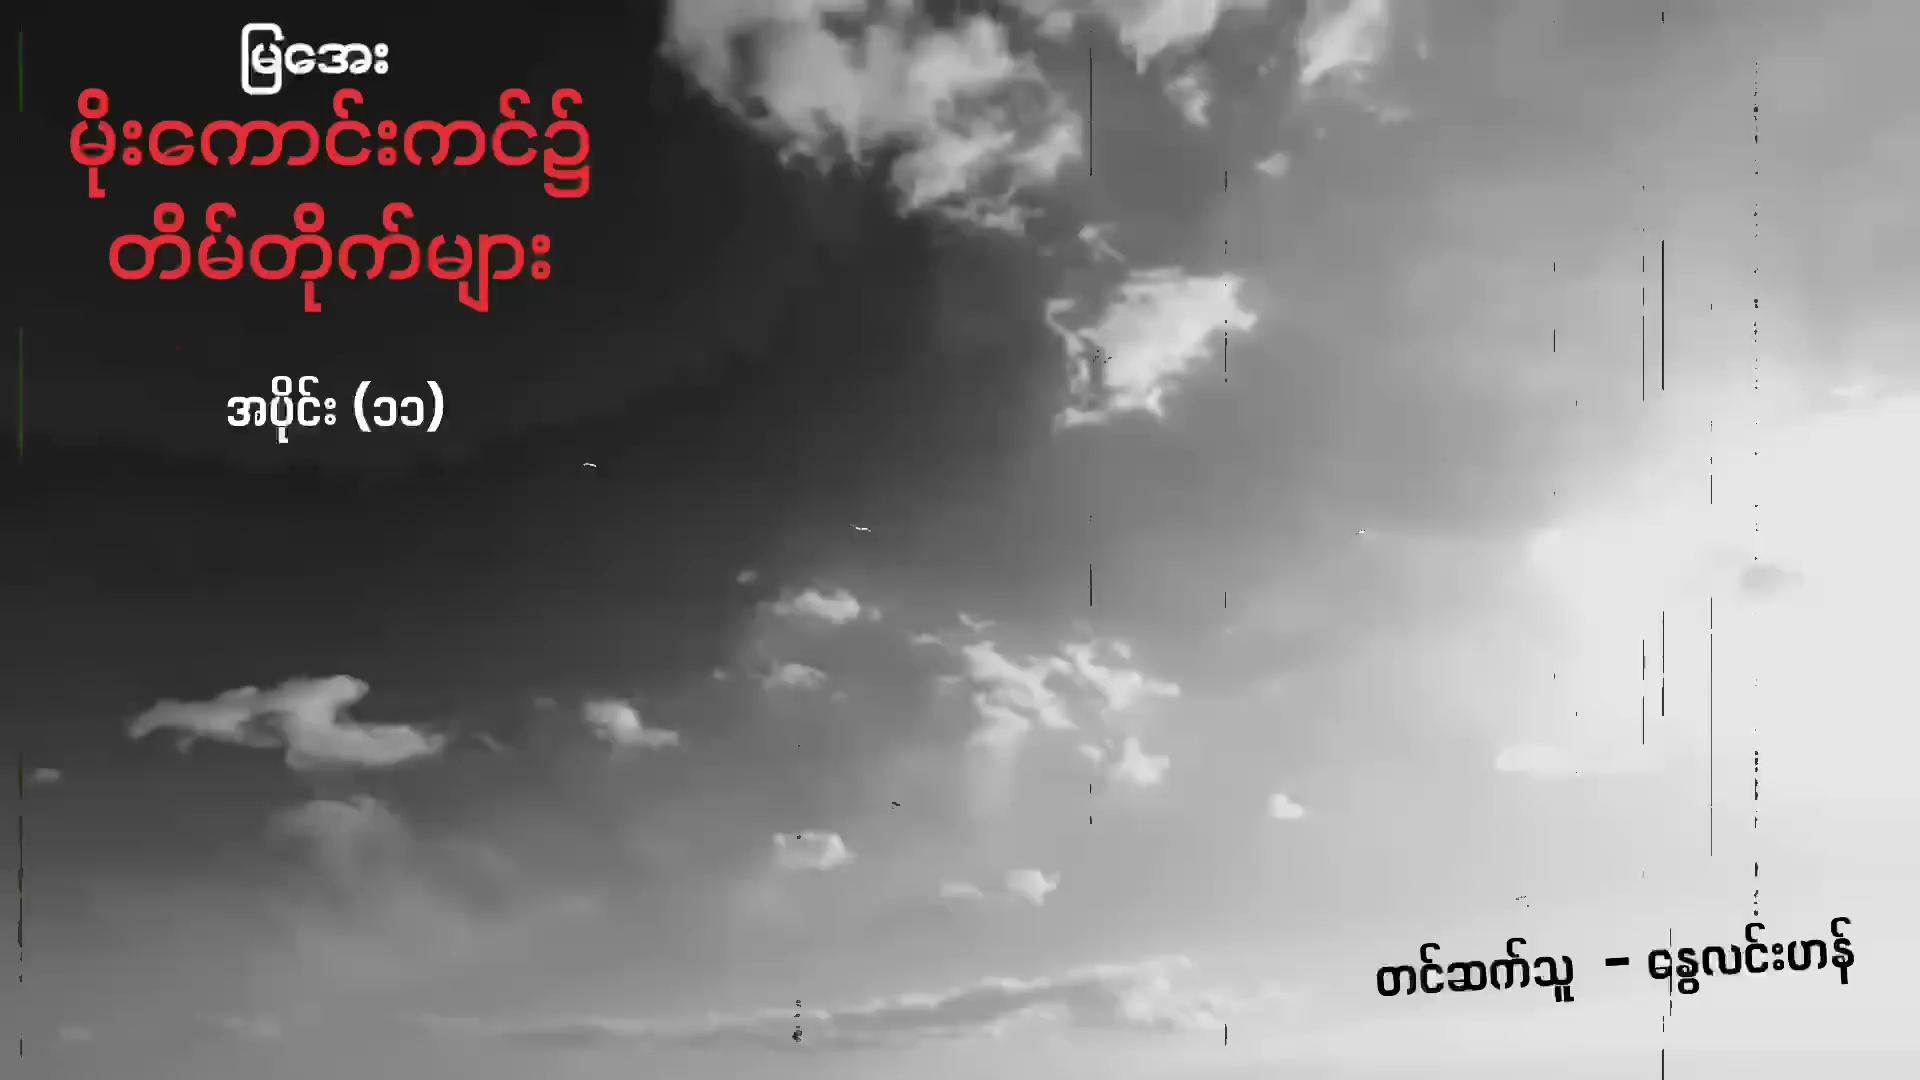 မြအေး
မိုးကောင်းကင်၌
တိမ်တိုက်များ
အပိုင်း (၁၁)
တင်ဆက်သူ - နွေလင်းဟန်